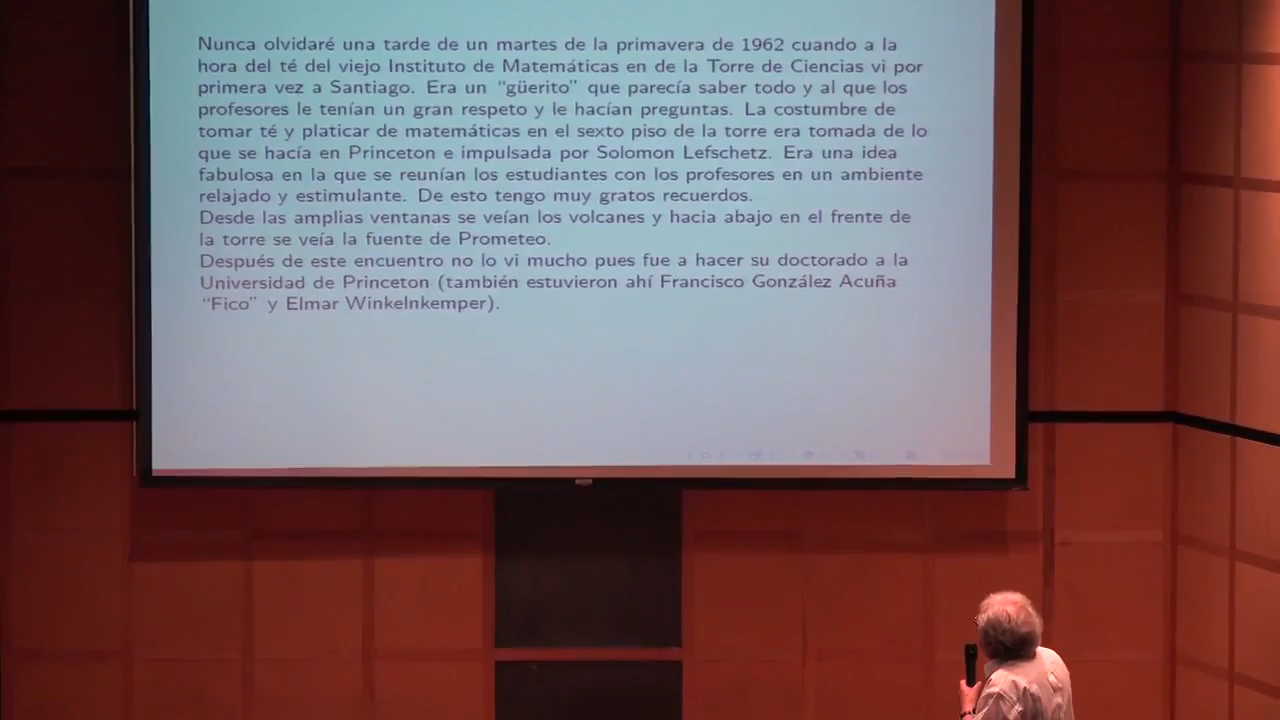 Nunca olvidaré una tarde de un martes de la primavera de 1962 cuando a la
hora del té del viejo Instituto de Matemáticas en de la Torre de Ciencias vi por
primera vez a Santiago. Era un “güerito” que parecía saber todo y al que los
profesores le tenían un gran respeto y le hacían preguntas. La costumbre de
tomar té y platicar de matemáticas en el sexto piso de la torre era tomada de lo
que se hacía en Princeton e impulsada por Solomon Lefschetz. Era una idea
fabulosa en la que se reunían los estudiantes con los profesores en un ambiente
relajado y estimulante. De esto tengo muy gratos recuerdos.
Desde las amplias ventanas se veían los volcanes y hacia abajo en el frente de
la torre se veía la fuente de Prometeo.
Después de este encuentro no lo vi mucho pues fue a hacer su doctorado a la
Universidad de Princeton (también estuvieron ahí Francisco González Acuña
“Fico” y Elmar Winkelnkemper).